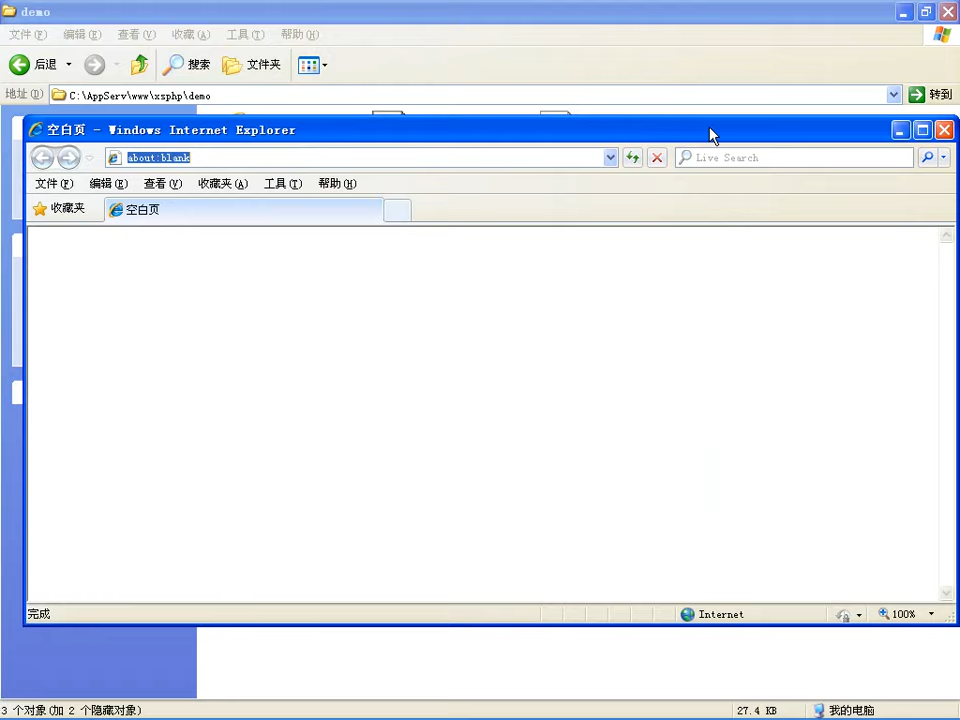 demo
文件(F) 编辑(E) 查看(V) 收藏(A) 工具(T) 帮助(H)
后退 搜索 文件夹
地址(D) C:\AppServ\www\xsphp\demo 转到
空白页 - Windows Internet Explorer
about:blank Live Search
文件(F) 编辑(E) 查看(V) 收藏夹(A) 工具(T) 帮助(H)
收藏夹 空白页
完成 Internet 100%
3 个对象(加 2 个隐藏对象) 27.4 KB 我的电脑